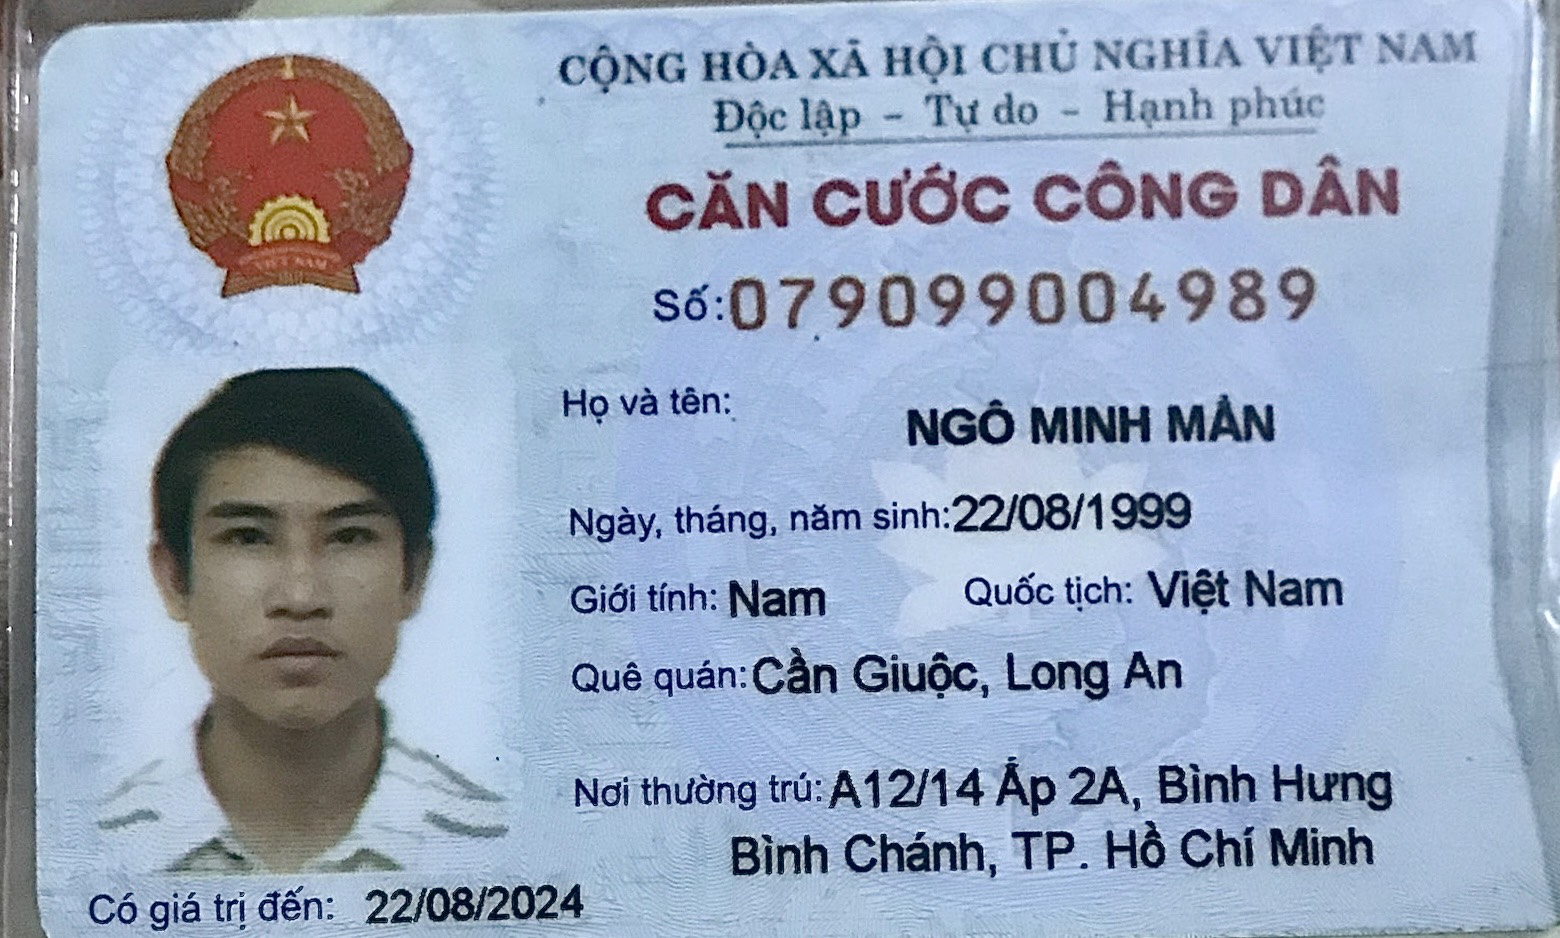 CỘNG HÒA XÃ HỘI CHỦ NGHĨA VIỆT NAM
Độc lập - Tự do - Hạnh phúc
CĂN CƯỚC CÔNG DÂN
Số: 079099004989
Họ và tên: NGÔ MINH MẪN
Ngày, tháng, năm sinh: 22/08/1999
Giới tính: Nam Quốc tịch: Việt Nam
Quê quán: Cần Giuộc, Long An
Nơi thường trú: A12/14 Ấp 2A, Bình Hưng
Bình Chánh, TP. Hồ Chí Minh
Có giá trị đến: 22/08/2024
VIỆT NAM